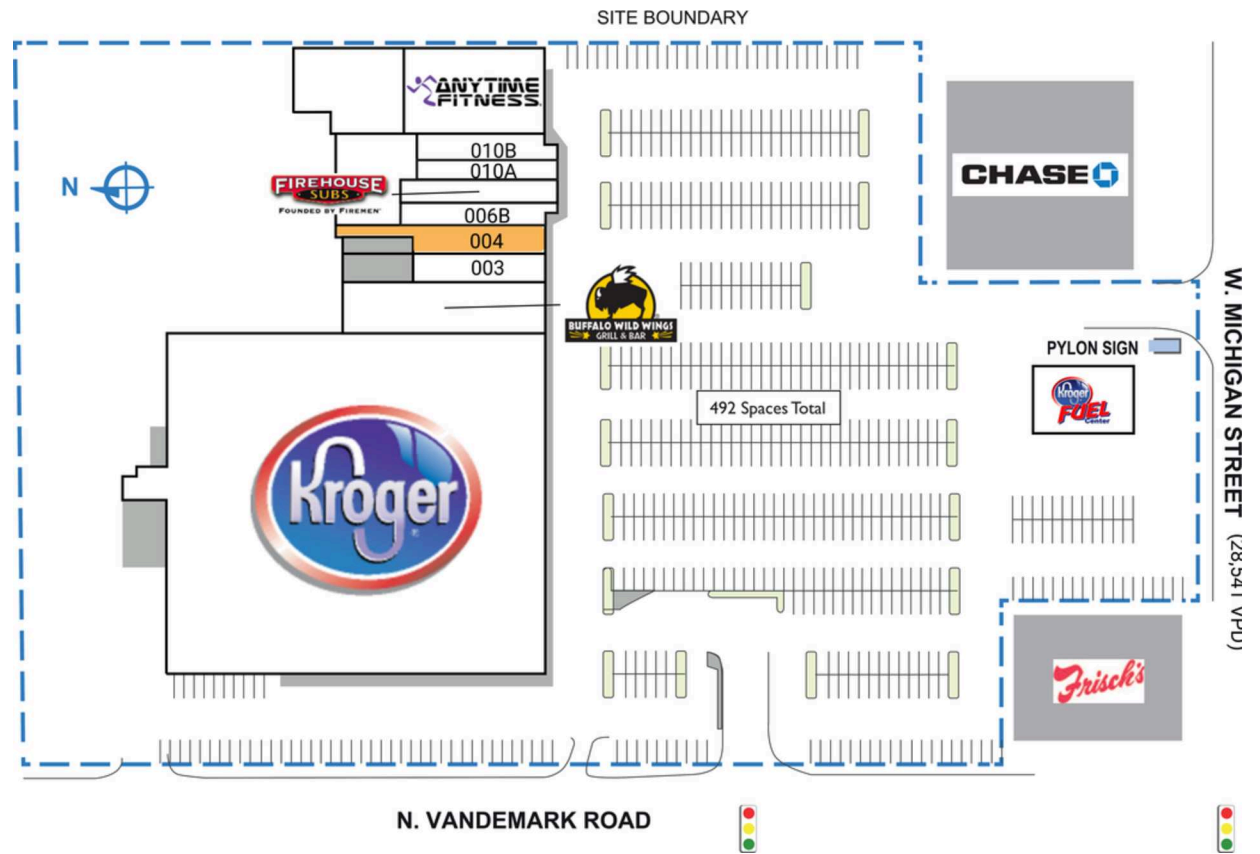 SITE BOUNDARY
ANYTIME
FITNESS
010B
010A
FIREHOUSE
SUBS
FOUNDED BY FIREMEN
006B
004
003
N
CHASE
BUFFALO WILD WINGS
GRILL & BAR
PYLON SIGN
Kroger
FUEL
Center
492 Spaces Total
Kroger
®
W. MICHIGAN STREET (28,541 VPD)
Frisch's
N. VANDEMARK ROAD